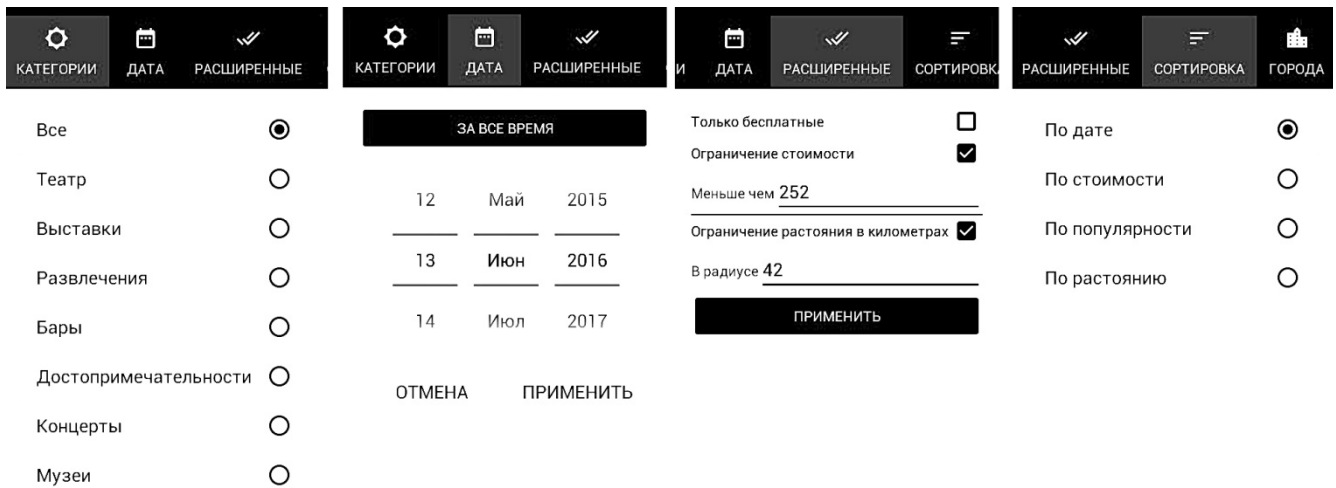 КАТЕГОРИИ ДАТА РАСШИРЕННЫЕ
Все
Театр
Выставки
Развлечения
Бары
Достопримечательности
Концерты
Музеи
КАТЕГОРИИ ДАТА РАСШИРЕННЫЕ
ЗА ВСЕ ВРЕМЯ
12 Май 2015
13 Июн 2016
14 Июл 2017
ОТМЕНА ПРИМЕНИТЬ
И ДАТА РАСШИРЕННЫЕ СОРТИРОВК
Только бесплатные
Ограничение стоимости
Меньше чем 252
Ограничение растояния в километрах
В радиусе 42
ПРИМЕНИТЬ
РАСШИРЕННЫЕ СОРТИРОВКА ГОРОДА
По дате
По стоимости
По популярности
По растоянию